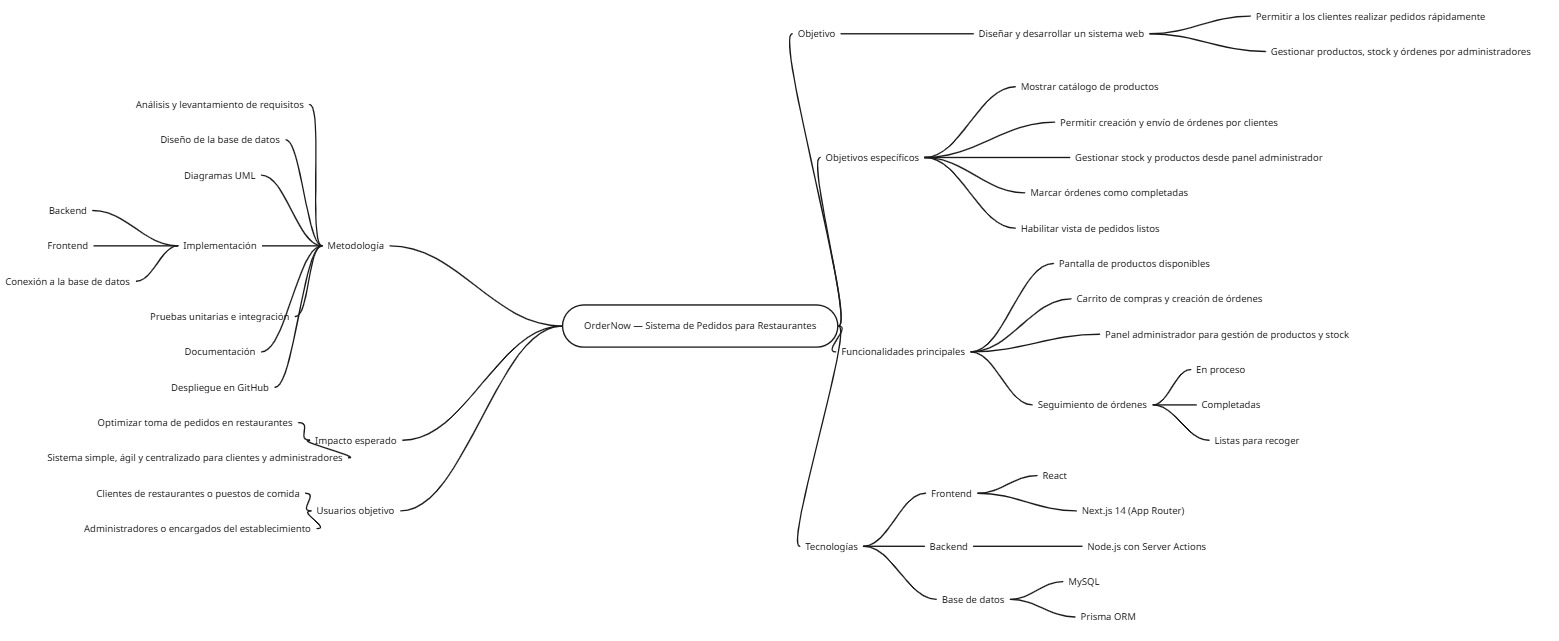 OrderNow — Sistema de Pedidos para Restaurantes
Objetivo
Diseñar y desarrollar un sistema web
Permitir a los clientes realizar pedidos rápidamente
Gestionar productos, stock y órdenes por administradores
Objetivos específicos
Mostrar catálogo de productos
Permitir creación y envío de órdenes por clientes
Gestionar stock y productos desde panel administrador
Marcar órdenes como completadas
Habilitar vista de pedidos listos
Funcionalidades principales
Pantalla de productos disponibles
Carrito de compras y creación de órdenes
Panel administrador para gestión de productos y stock
Seguimiento de órdenes
En proceso
Completadas
Listas para recoger
Tecnologías
Frontend
React
Next.js 14 (App Router)
Backend
Node.js con Server Actions
Base de datos
MySQL
Prisma ORM
Metodología
Análisis y levantamiento de requisitos
Diseño de la base de datos
Diagramas UML
Implementación
Backend
Frontend
Conexión a la base de datos
Pruebas unitarias e integración
Documentación
Despliegue en GitHub
Impacto esperado
Optimizar toma de pedidos en restaurantes
Sistema simple, ágil y centralizado para clientes y administradores
Usuarios objetivo
Clientes de restaurantes o puestos de comida
Administradores o encargados del establecimiento